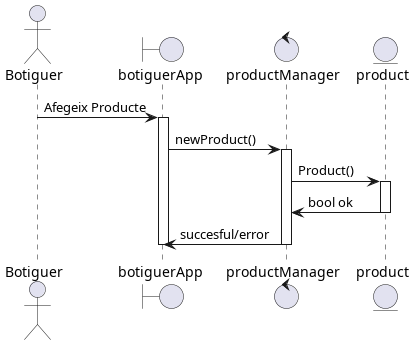 Botiguer botiguerApp productManager product
Afegeix Producte
newProduct()
Product()
bool ok
succesful/error
Botiguer botiguerApp productManager product